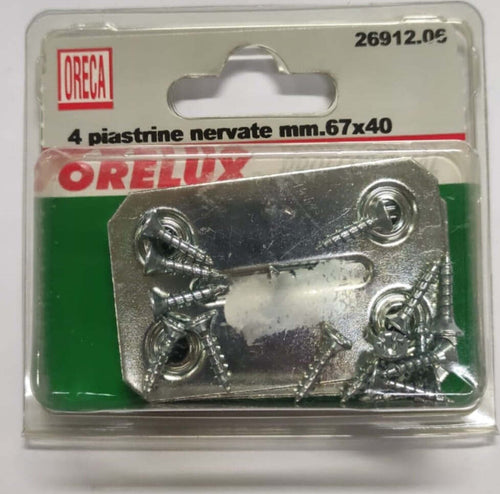 ORECA
26912.06
4 piastrine nervate mm.67x40
ORELUX